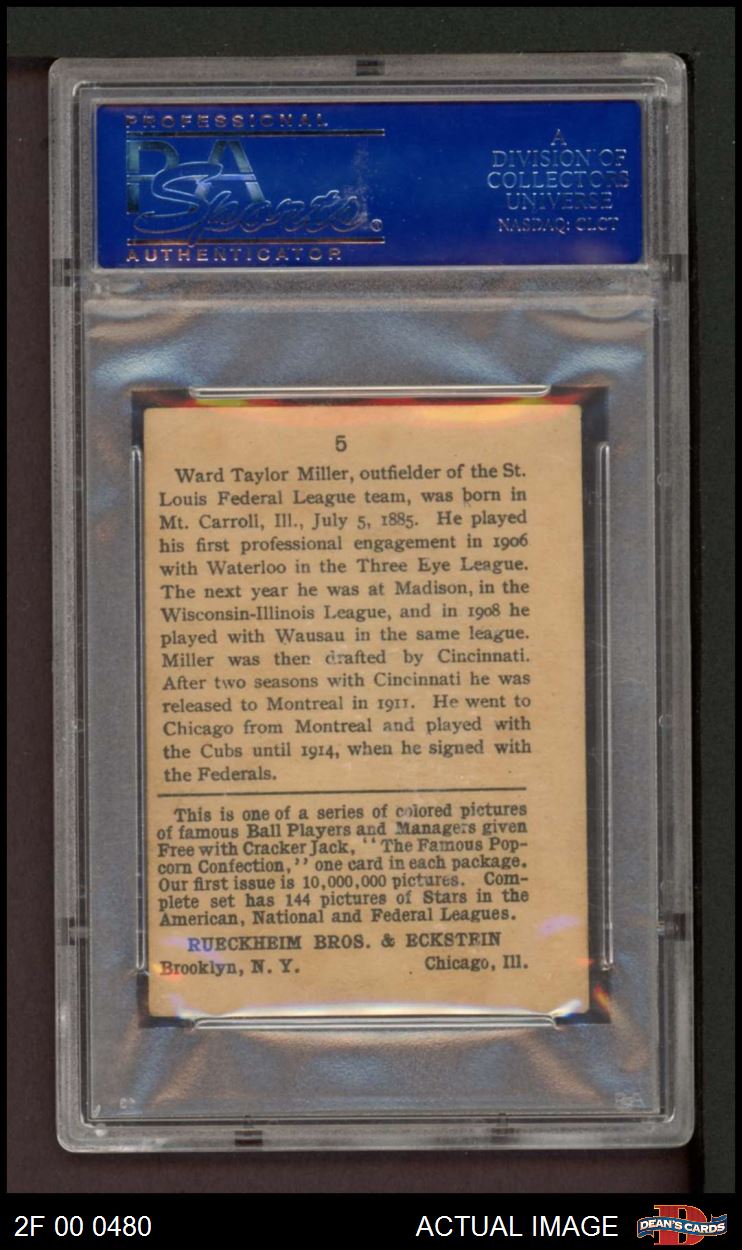 PROFESSIONAL
PSA
Sports
AUTHENTICATOR
A
DIVISION OF
COLLECTORS
UNIVERSE
NASDAQ: CLCT
5
Ward Taylor Miller, outfielder of the St.
Louis Federal League team, was born in
Mt. Carroll, Ill., July 5, 1885. He played
his first professional engagement in 1906
with Waterloo in the Three Eye League.
The next year he was at Madison, in the
Wisconsin-Illinois League, and in 1908 he
played with Wausau in the same league.
Miller was then drafted by Cincinnati.
After two seasons with Cincinnati he was
released to Montreal in 1911. He went to
Chicago from Montreal and played with
the Cubs until 1914, when he signed with
the Federals.
This is one of a series of colored pictures
of famous Ball Players and Managers given
Free with Cracker Jack, "The Famous Pop-
corn Confection," one card in each package.
Our first issue is 10,000,000 pictures. Com-
plete set has 144 pictures of Stars in the
American, National and Federal Leagues.
RUECKHEIM BROS. & ECKSTEIN
Brooklyn, N. Y. Chicago, Ill.
PSA
2F 00 0480 ACTUAL IMAGE DEAN'S CARDS